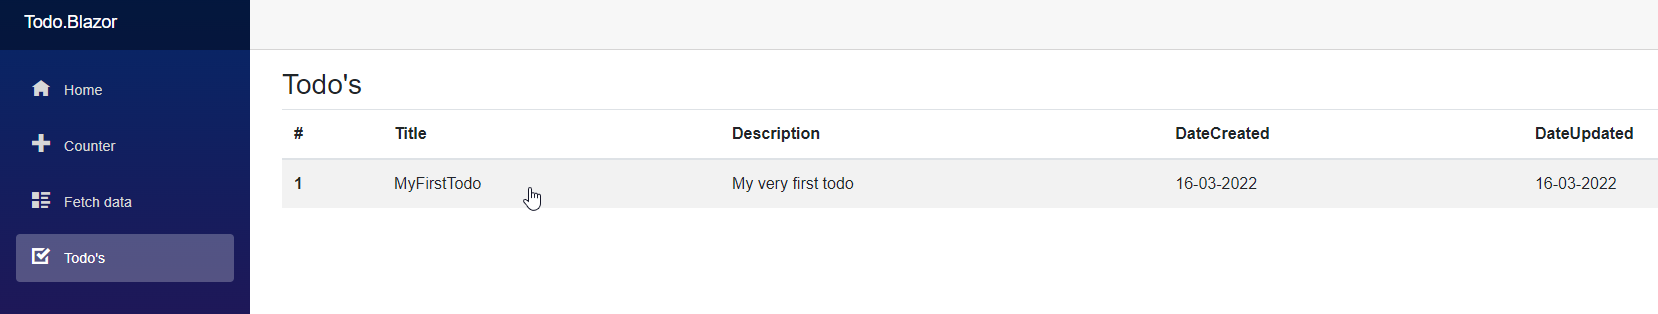 Todo.Blazor
Home
Counter
Fetch data
Todo's
Todo's
# Title Description DateCreated DateUpdated
1 MyFirstTodo My very first todo 16-03-2022 16-03-2022